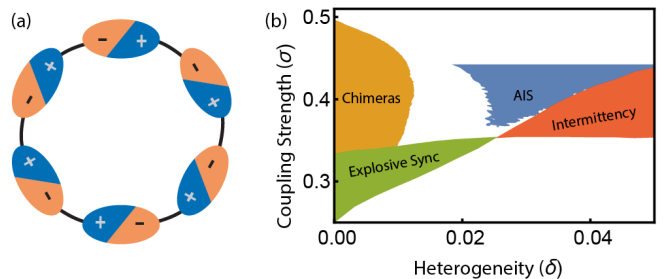 (a)
- +
- +
- +
+ -
+ -
+ -
(b)
Coupling Strength (σ)
0.5
0.4
0.3
Chimeras
AIS
Intermittency
Explosive Sync
0.00
0.02
0.04
Heterogeneity (δ)